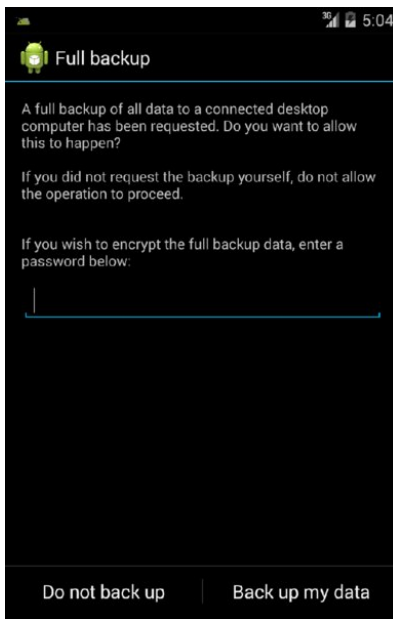 3G 5:04
Full backup
A full backup of all data to a connected desktop
computer has been requested. Do you want to allow
this to happen?
If you did not request the backup yourself, do not allow
the operation to proceed.
If you wish to encrypt the full backup data, enter a
password below:
Do not back up Back up my data